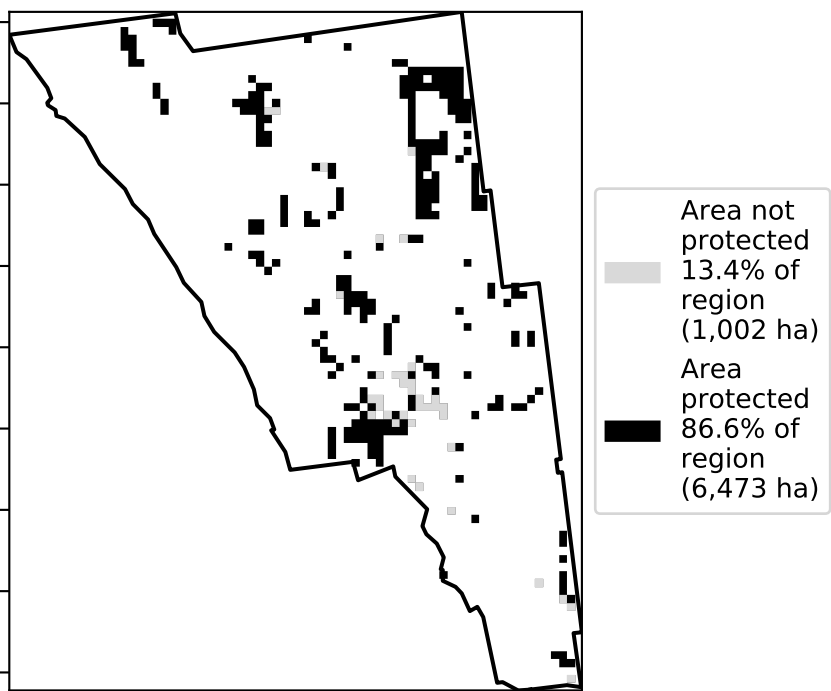 Area not
protected
13.4% of
region
(1,002 ha)
Area
protected
86.6% of
region
(6,473 ha)